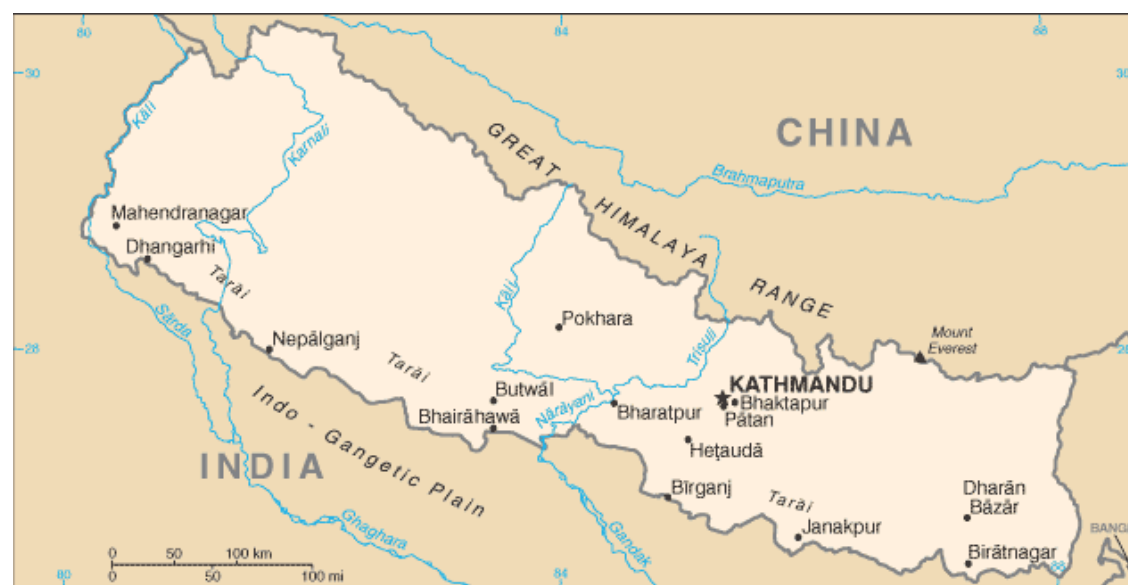 80
84
88
30
30
CHINA
GREAT
HIMALAYA
RANGE
Brahmaputra
Kāli
Karnali
Mahendranagar
Dhangarhi
Tarāi
Sārda
Nepālganj
Tarāi
Kāli
Pokhara
Trisuli
Mount
Everest
28
28
KATHMANDU
Bhaktapur
Pātan
Butwāl
Bhairāhawā
Nārāyani
Bharatpur
Heţaudā
Indo - Gangetic Plain
INDIA
Bīrganj
Tarāi
Janakpur
Dharān
Bāzār
Birātnagar
Ghaghara
Gandak
BANG
0 50 100 km
0 50 100 mi
80
84
88